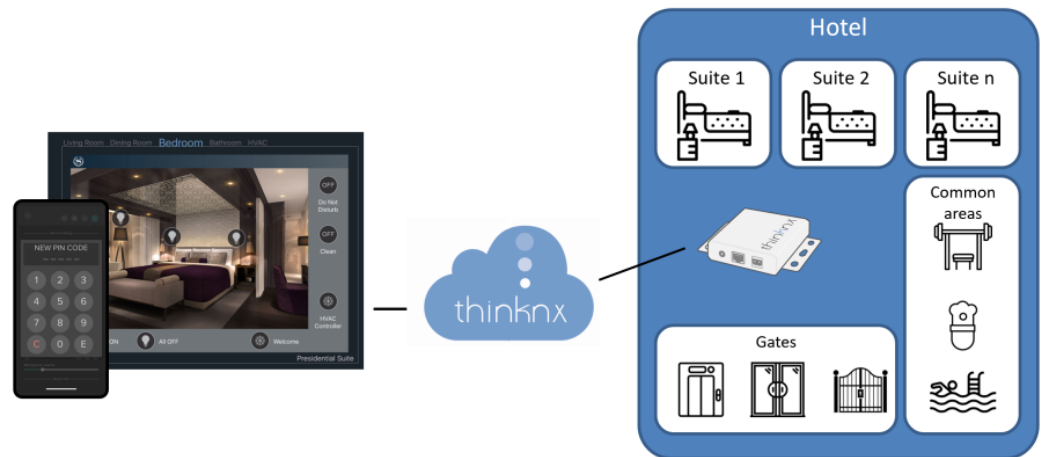 Living Room Dining Room Bedroom Bathroom HVAC
OFF
Do Not
Disturb
OFF
Clean
HVAC
Controller
ON
All OFF
Welcome
Presidential Suite
NEW PIN CODE
1 2 3
4 5 6
7 8 9
C 0 E
thinknx
Hotel
Suite 1
Suite 2
Suite n
thinknx
Common
areas
Gates